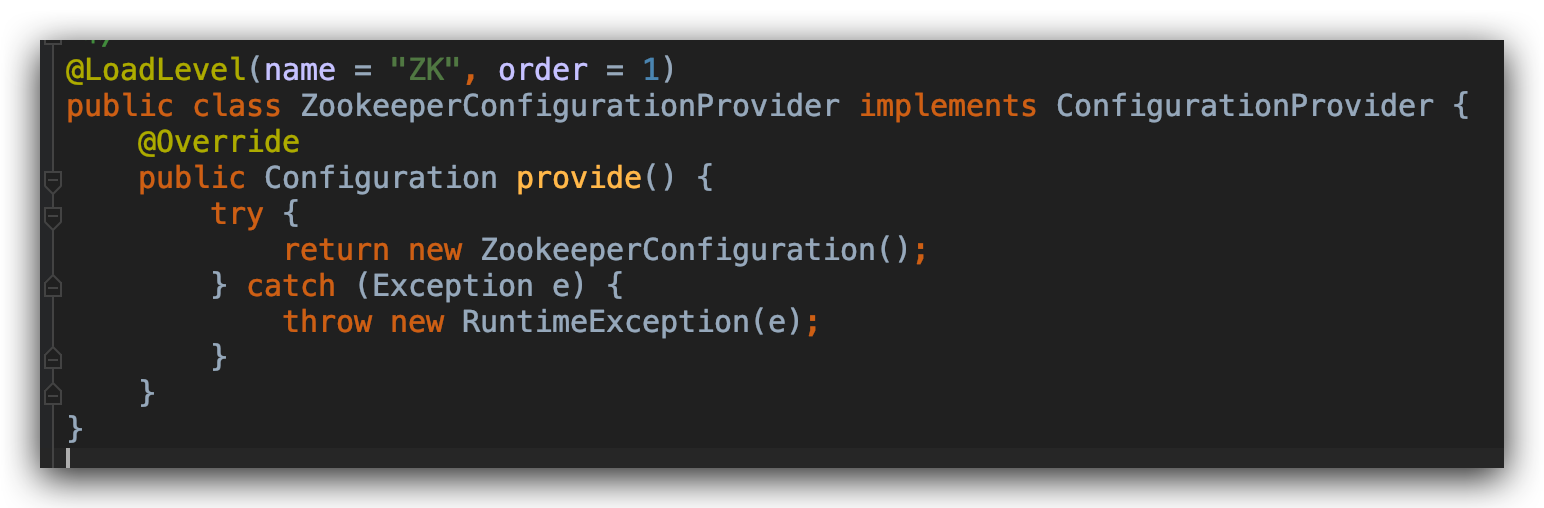 @LoadLevel(name = "ZK", order = 1)
public class ZookeeperConfigurationProvider implements ConfigurationProvider {
    @Override
    public Configuration provide() {
        try {
            return new ZookeeperConfiguration();
        } catch (Exception e) {
            throw new RuntimeException(e);
        }
    }
}